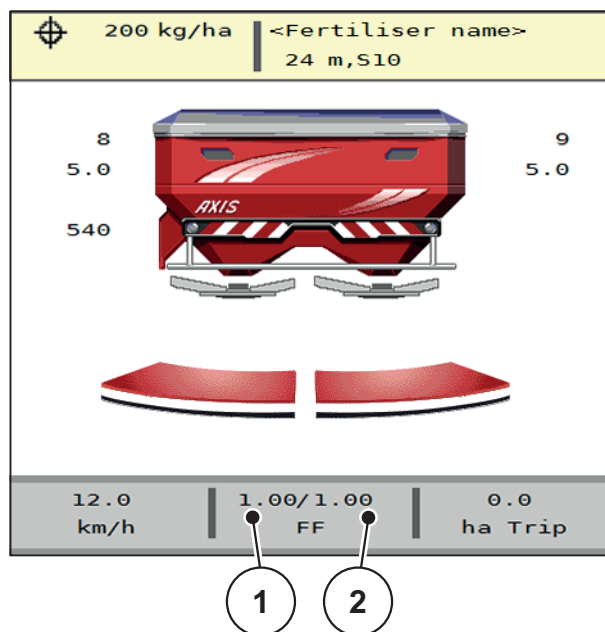 200 kg/ha <Fertiliser name>
24 m,S10
8 9
5.0 5.0
AXIS
540
12.0 1.00/1.00 0.0
km/h FF ha Trip
1 2